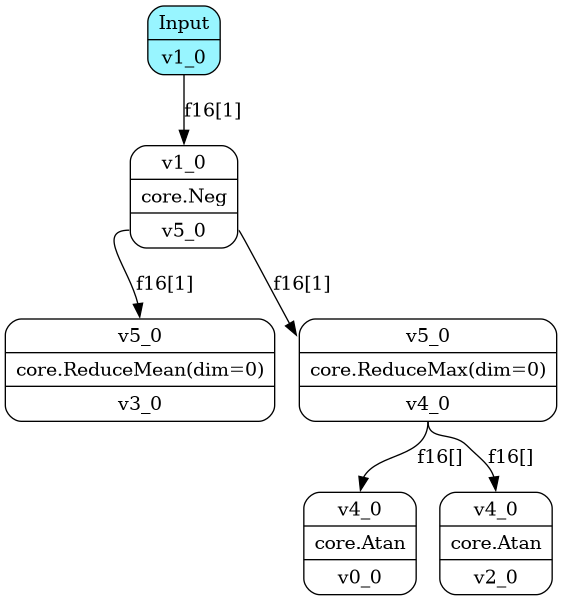 Input
v1_0
f16[1]
v1_0
core.Neg
v5_0
f16[1]
f16[1]
v5_0
core.ReduceMean(dim=0)
v3_0
v5_0
core.ReduceMax(dim=0)
v4_0
f16[]
f16[]
v4_0
core.Atan
v0_0
v4_0
core.Atan
v2_0